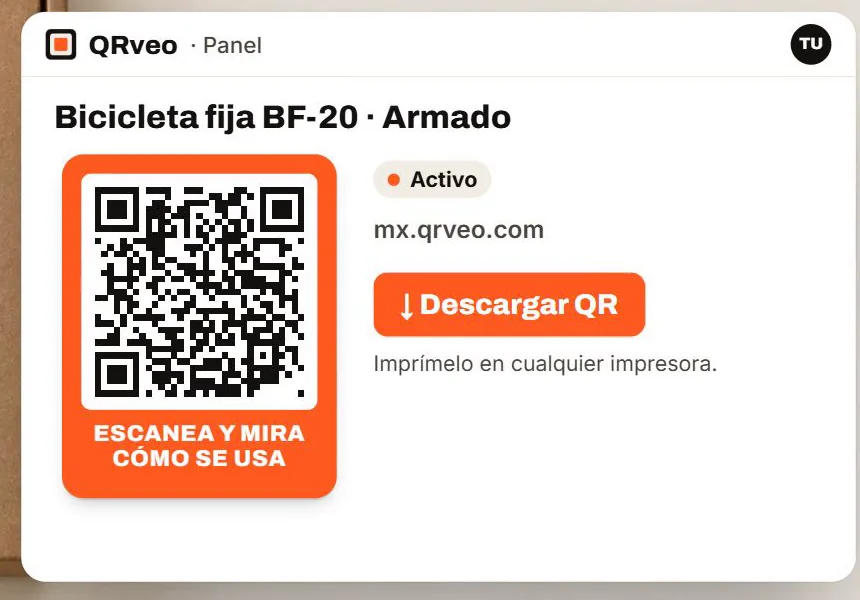 QRveo · Panel
TU
Bicicleta fija BF-20 · Armado
Activo
mx.qrveo.com
↓ Descargar QR
Imprímelo en cualquier impresora.
ESCANEA Y MIRA
CÓMO SE USA